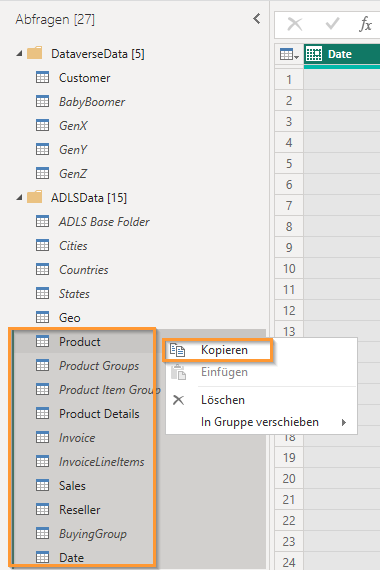 Abfragen [27]
DataverseData [5]
Customer
BabyBoomer
GenX
GenY
GenZ
ADLSData [15]
ADLS Base Folder
Cities
Countries
States
Geo
Product
Product Groups
Product Item Group
Product Details
Invoice
InvoiceLineItems
Sales
Reseller
BuyingGroup
Date
Kopieren
Einfügen
Löschen
In Gruppe verschieben
fx
Date
1
2
3
4
5
6
7
8
9
10
11
12
13
18
19
20
21
22
23
24